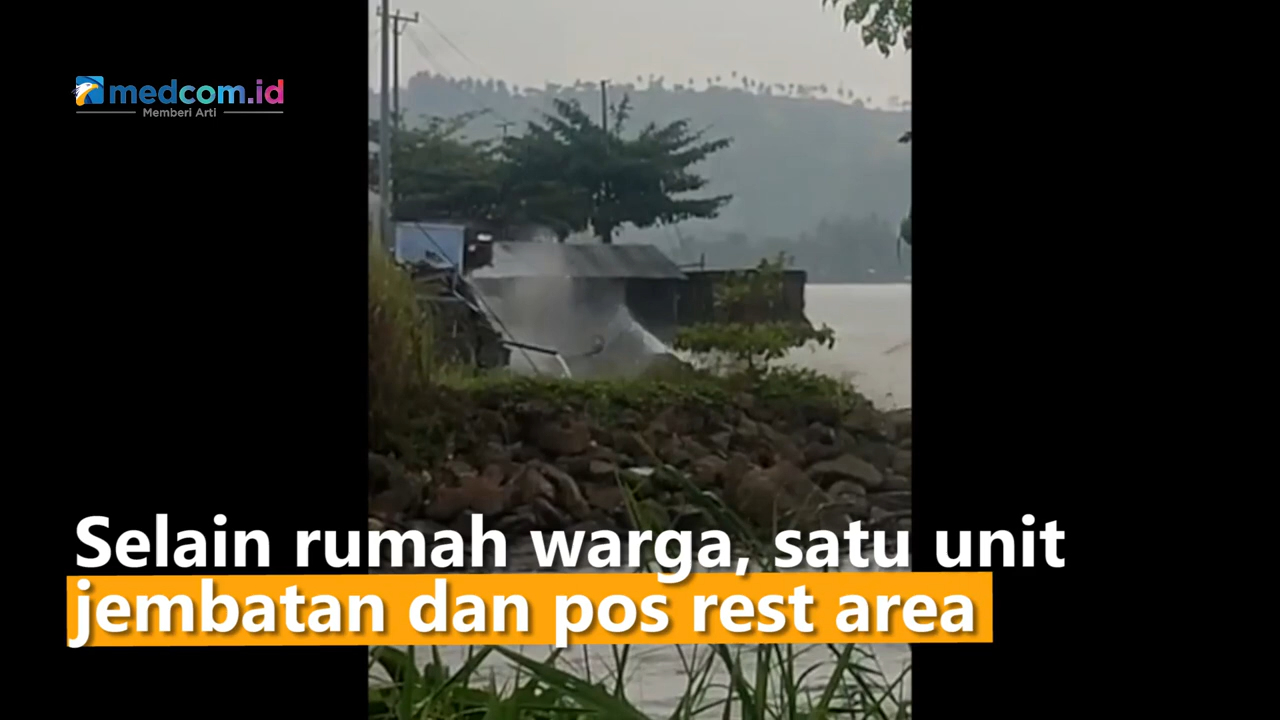 medcom.id
Memberi Arti
Selain rumah warga, satu unit
jembatan dan pos rest area